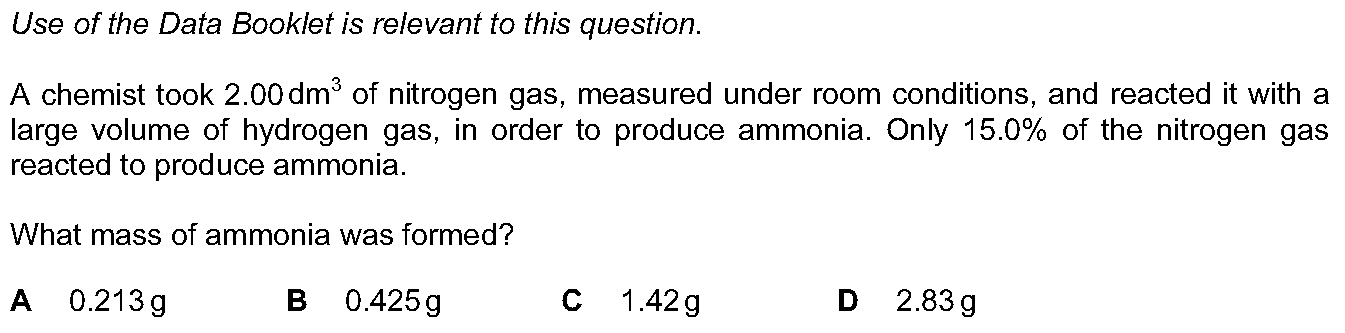 Use of the Data Booklet is relevant to this question.
A chemist took 2.00 dm³ of nitrogen gas, measured under room conditions, and reacted it with a
large volume of hydrogen gas, in order to produce ammonia. Only 15.0% of the nitrogen gas
reacted to produce ammonia.
What mass of ammonia was formed?
A 0.213 g B 0.425 g C 1.42 g D 2.83 g